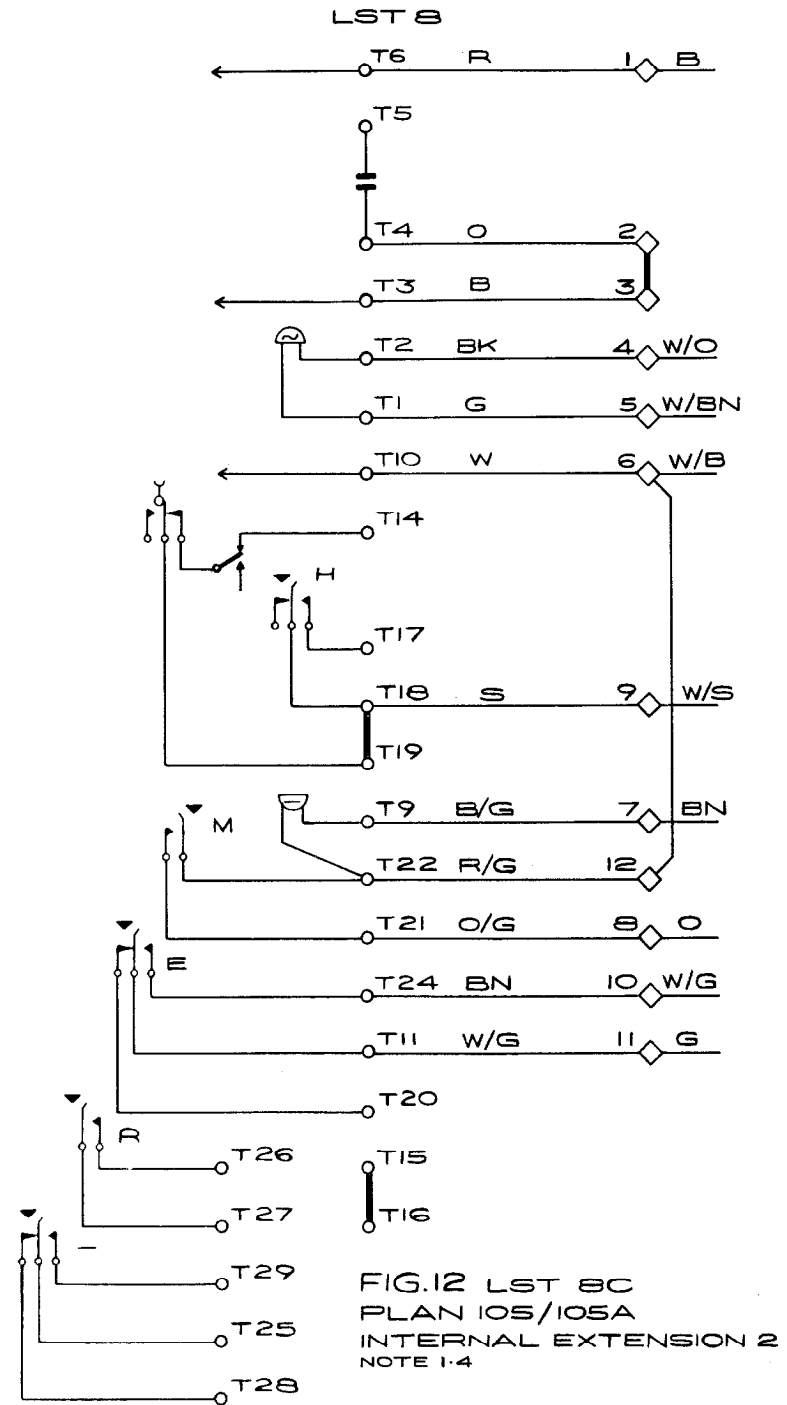 LST 8
T6 R 1 B
T5
T4 O 2
T3 B 3
T2 BK 4 W/O
T1 G 5 W/BN
T10 W 6 W/B
T14
H
T17
T18 S 9 W/S
T19
T9 B/G 7 BN
M
T22 R/G 12
T21 O/G 8 O
E
T24 BN 10 W/G
T11 W/G 11 G
T20
R
T26 T15
T27 T16
T29
T25
T28
FIG.12 LST 8C
PLAN 105/105A
INTERNAL EXTENSION 2
NOTE 1·4